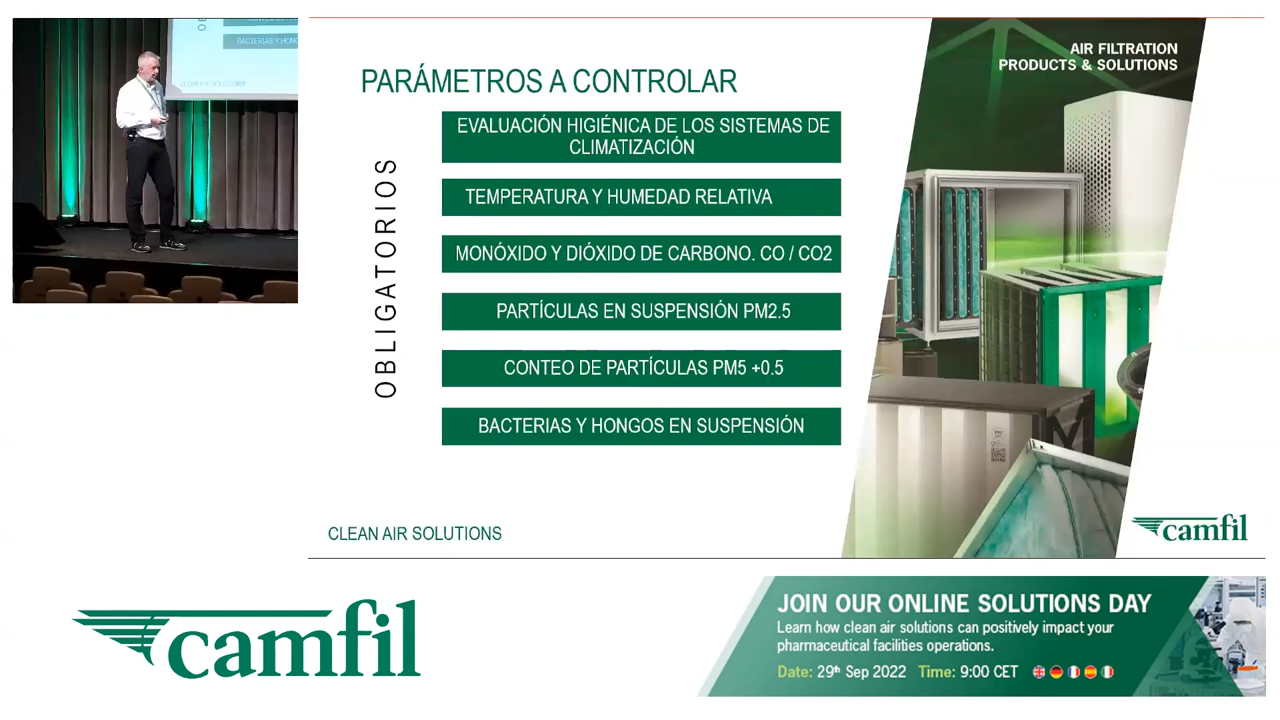 BACTERIAS Y HONG
AIR FILTRATION
PRODUCTS & SOLUTIONS
PARÁMETROS A CONTROLAR
OBLIGATORIOS
EVALUACIÓN HIGIÉNICA DE LOS SISTEMAS DE
CLIMATIZACIÓN
TEMPERATURA Y HUMEDAD RELATIVA
MONÓXIDO Y DIÓXIDO DE CARBONO. CO / CO2
PARTÍCULAS EN SUSPENSIÓN PM2.5
CONTEO DE PARTÍCULAS PM5 +0.5
BACTERIAS Y HONGOS EN SUSPENSIÓN
CLEAN AIR SOLUTIONS
camfil
camfil
JOIN OUR ONLINE SOLUTIONS DAY
Learn how clean air solutions can positively impact your
pharmaceutical facilities operations.
Date: 29th Sep 2022 Time: 9:00 CET